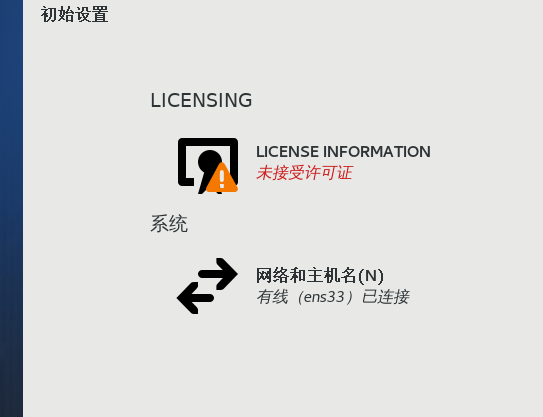 初始设置
LICENSING
LICENSE INFORMATION
未接受许可证
系统
网络和主机名(N)
有线（ens33）已连接